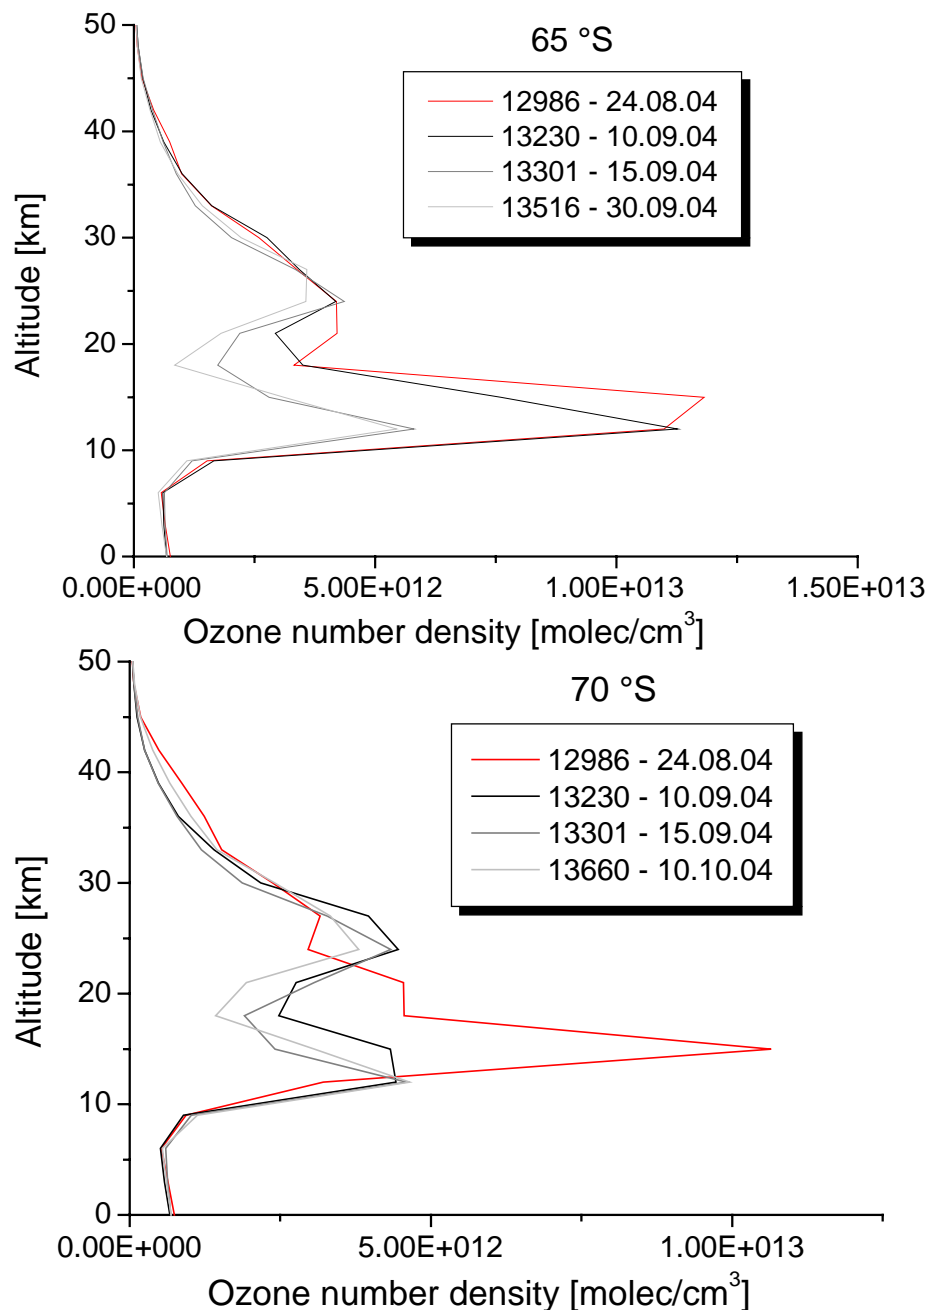 65 °S
12986 - 24.08.04
13230 - 10.09.04
13301 - 15.09.04
13516 - 30.09.04
50
40
30
20
10
0
Altitude [km]
0.00E+000
5.00E+012
1.00E+013
1.50E+013
Ozone number density [molec/cm³]
70 °S
12986 - 24.08.04
13230 - 10.09.04
13301 - 15.09.04
13660 - 10.10.04
50
40
30
20
10
0
Altitude [km]
0.00E+000
5.00E+012
1.00E+013
Ozone number density [molec/cm³]